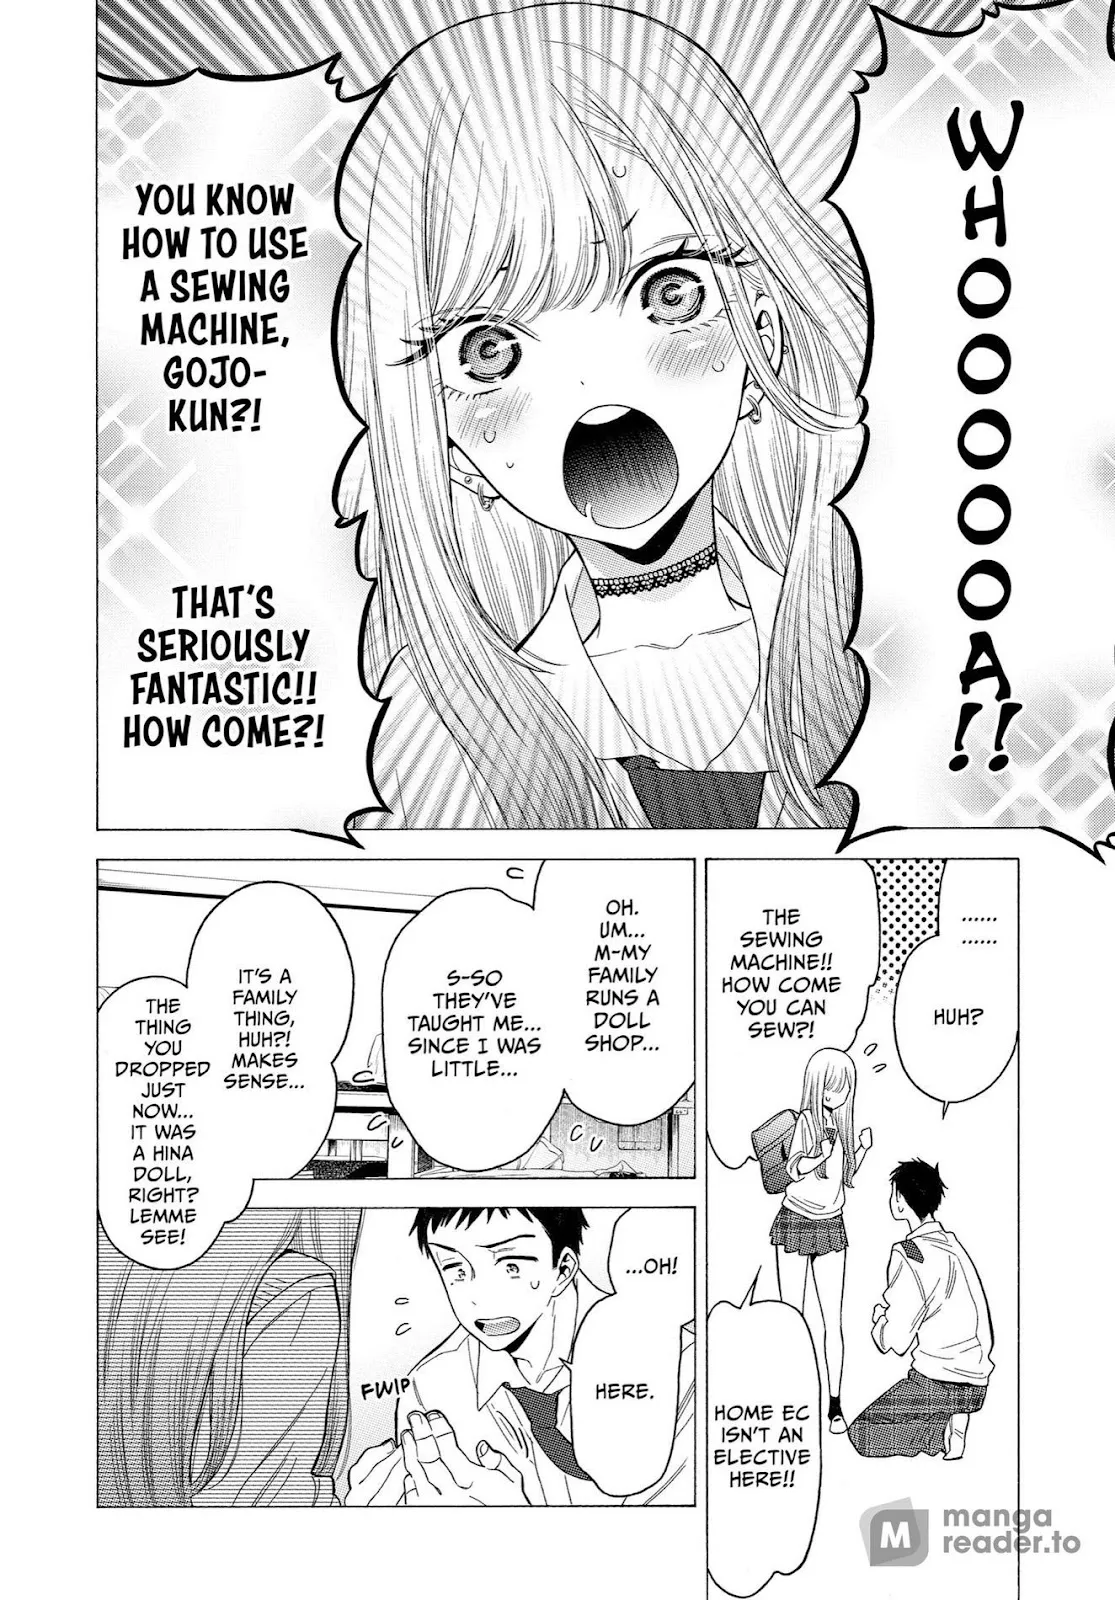 WHOOOOOOA!!
YOU KNOW
HOW TO USE
A SEWING
MACHINE,
GOJO-
KUN?!
THAT'S
SERIOUSLY
FANTASTIC!!
HOW COME?!
......
......
HUH?
THE
SEWING
MACHINE!!
HOW COME
YOU CAN
SEW?!
HOME EC
ISN'T AN
ELECTIVE
HERE!!
OH.
UM...
M-MY
FAMILY
RUNS A
DOLL
SHOP...
S-SO
THEY'VE
TAUGHT ME...
SINCE I WAS
LITTLE...
IT'S A
FAMILY
THING,
HUH?!
MAKES
SENSE...
THE
THING
YOU
DROPPED
JUST
NOW...
IT WAS
A HINA
DOLL,
RIGHT?
LEMME
SEE!
...OH!
HERE.
FWIP
M
manga
reader.to